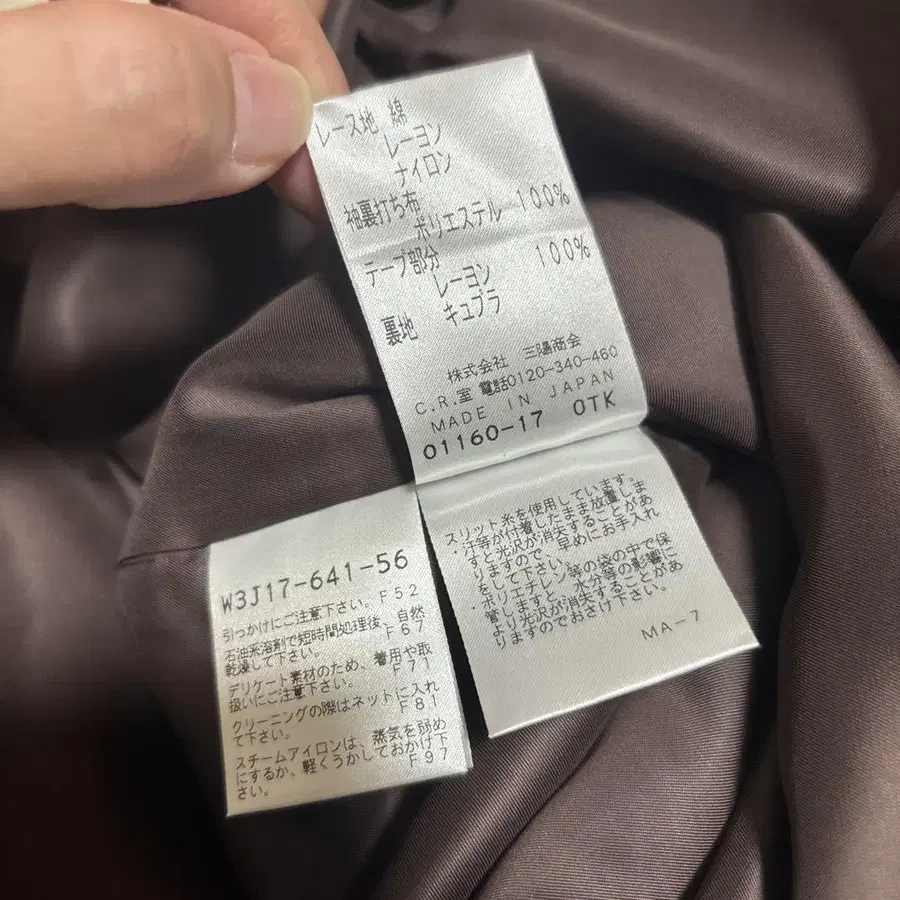 レース地 綿
レーヨン
ナイロン
袖裏打ち布
ポリエステル 100%
テープ部分
レーヨン 100%
裏地 キュプラ
株式会社 三陽商会
C.R.室 電話0120-340-460
MADE IN JAPAN
01160-17 OTK
W3J17-641-56
引っかけにご注意下さい。F52
石油系溶剤で短時間処理後、自然
乾燥して下さい。 F67
デリケート素材のため、着用や取
扱いにご注意下さい。 F71
クリーニングの際はネットに入れ
て下さい。 F81
スチームアイロンは、蒸気を弱め
にするか、軽くうかしておかけ下
さい。 F97
スリット糸を使用しています。
・汗等が付着したまま放置しま
すと光沢が消失することがあ
りますので、早めにお手入れ
をして下さい。
・ポリエチレン等の袋の中で保
管しますと、水分等の影響に
より光沢が消失することがあ
りますのでおさけ下さい。
MA-7